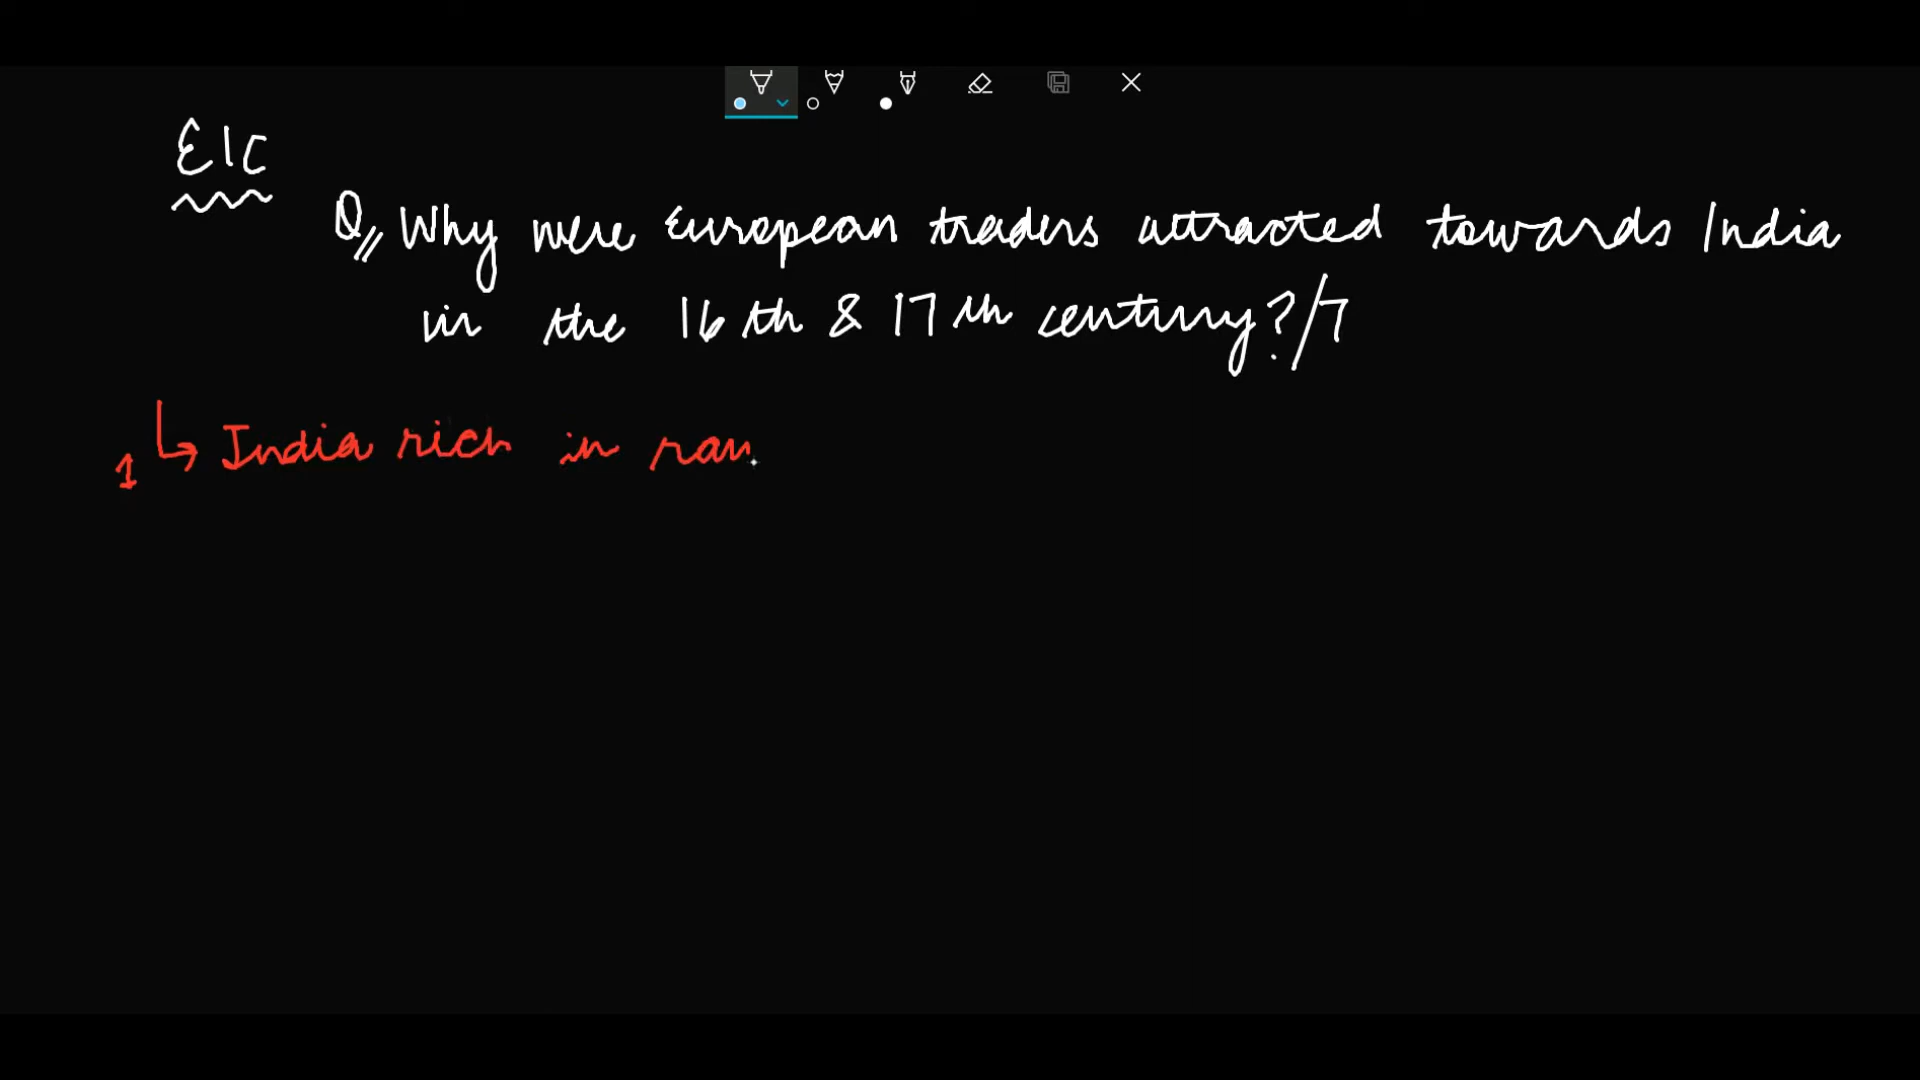 EIC
Q// Why were European traders attracted towards India
in the 16th & 17th century?/7
1 ↳ India rich in raw